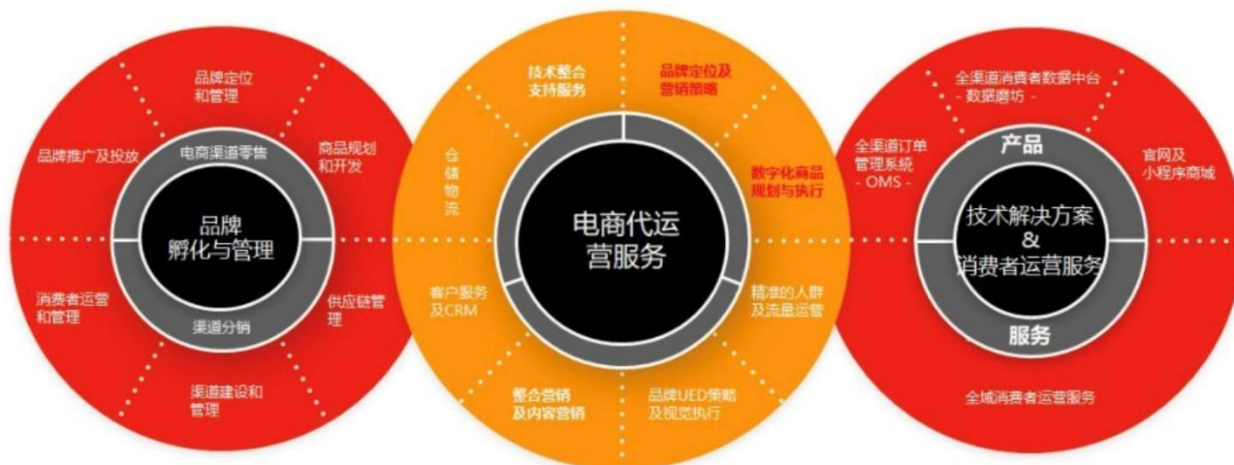 品牌定位
和管理
品牌推广及投放
电商渠道零售
商品规划
和开发
品牌
孵化与管理
消费者运营
和管理
渠道分销
供应链管
理
渠道建设和
管理
技术整合
支持服务
品牌定位及
营销策略
仓
储
物
流
数字化商品
规划与执行
电商代运
营服务
客户服务
及CRM
精准的人群
及流量运营
整合营销
及内容营销
品牌UED策略
及视觉执行
全渠道消费者数据中台
- 数据磨坊 -
全渠道订单
管理系统
- OMS -
产品
官网及
小程序商城
技术解决方案
&
消费者运营服务
服务
全域消费者运营服务